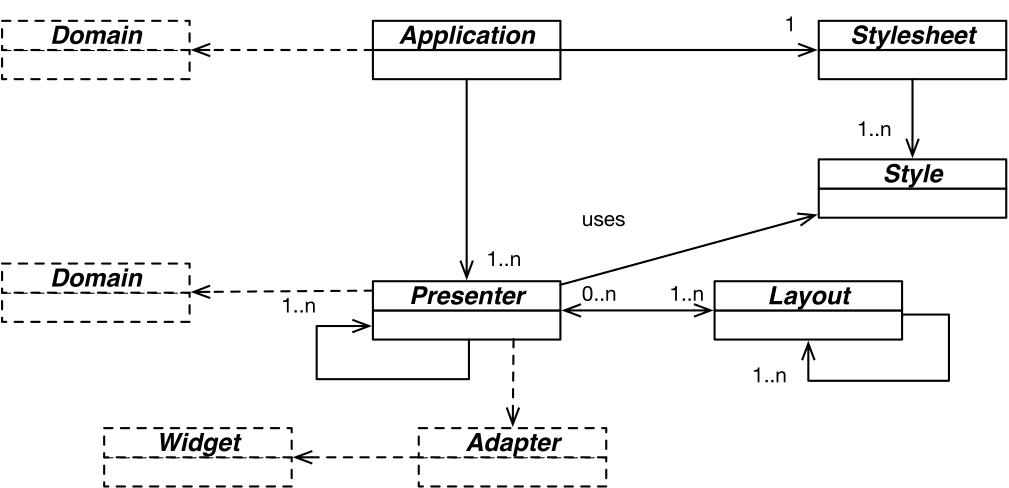 Domain
Application
1
Stylesheet
1..n
Style
uses
1..n
Domain
1..n
Presenter
0..n
1..n
Layout
1..n
Widget
Adapter